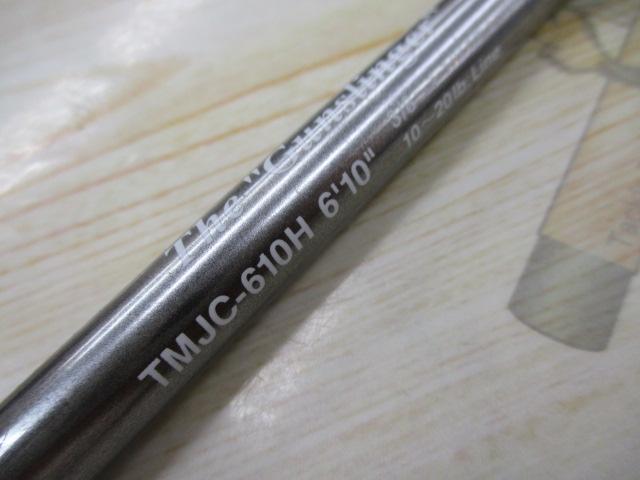 The "Gunslinger
TMJC-610H 6'10"
10~20lb.Line